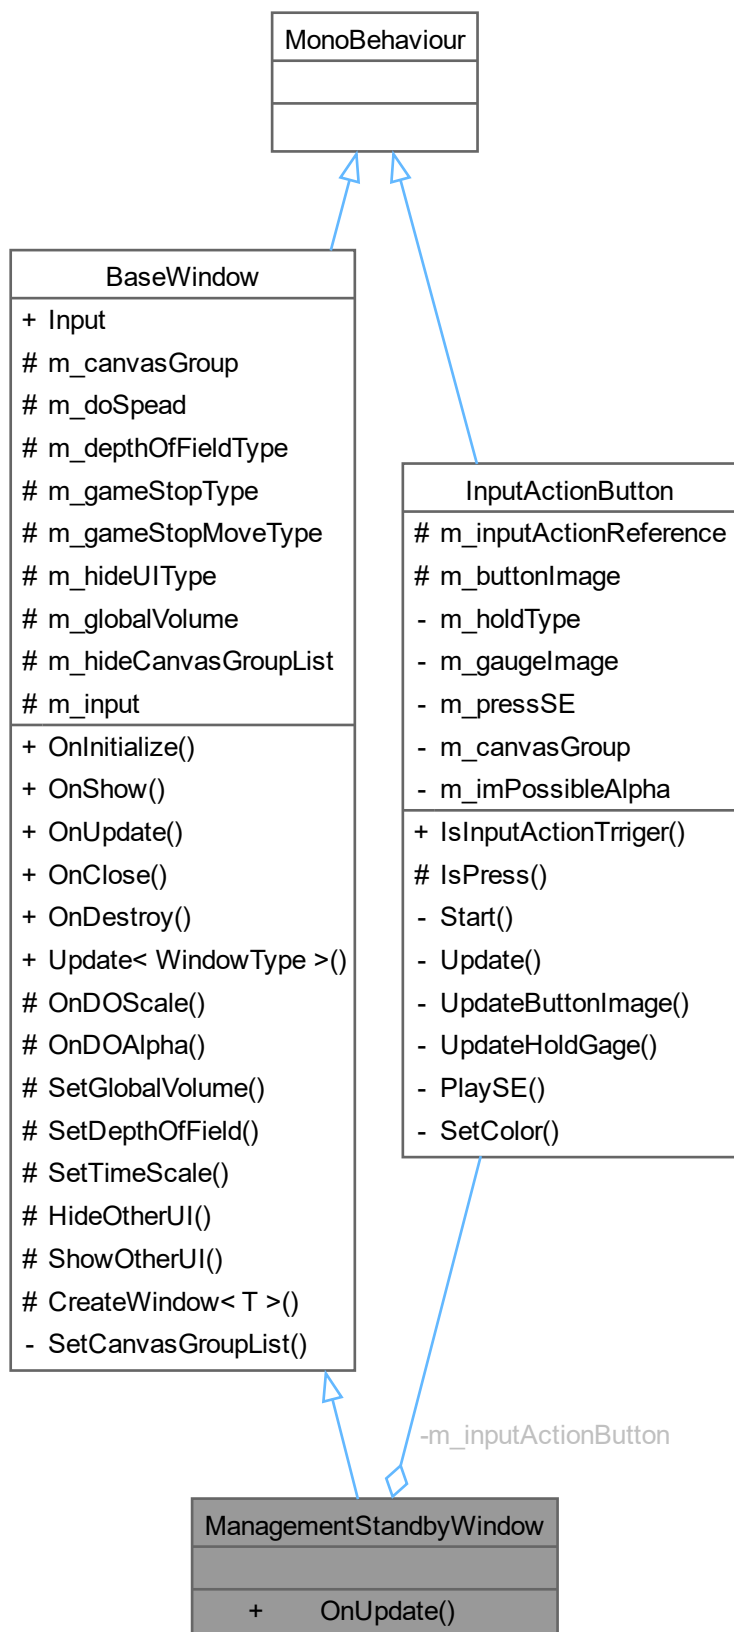 MonoBehaviour
BaseWindow
+ Input
# m_canvasGroup
# m_doSpead
# m_depthOfFieldType
# m_gameStopType
# m_gameStopMoveType
# m_hideUIType
# m_globalVolume
# m_hideCanvasGroupList
# m_input
+ OnInitialize()
+ OnShow()
+ OnUpdate()
+ OnClose()
+ OnDestroy()
+ Update< WindowType >()
# OnDOScale()
# OnDOAlpha()
# SetGlobalVolume()
# SetDepthOfField()
# SetTimeScale()
# HideOtherUI()
# ShowOtherUI()
# CreateWindow< T >()
- SetCanvasGroupList()
InputActionButton
# m_inputActionReference
# m_buttonImage
- m_holdType
- m_gaugeImage
- m_pressSE
- m_canvasGroup
- m_imPossibleAlpha
+ IsInputActionTrriger()
# IsPress()
- Start()
- Update()
- UpdateButtonImage()
- UpdateHoldGage()
- PlaySE()
- SetColor()
-m_inputActionButton
ManagementStandbyWindow
+ OnUpdate()